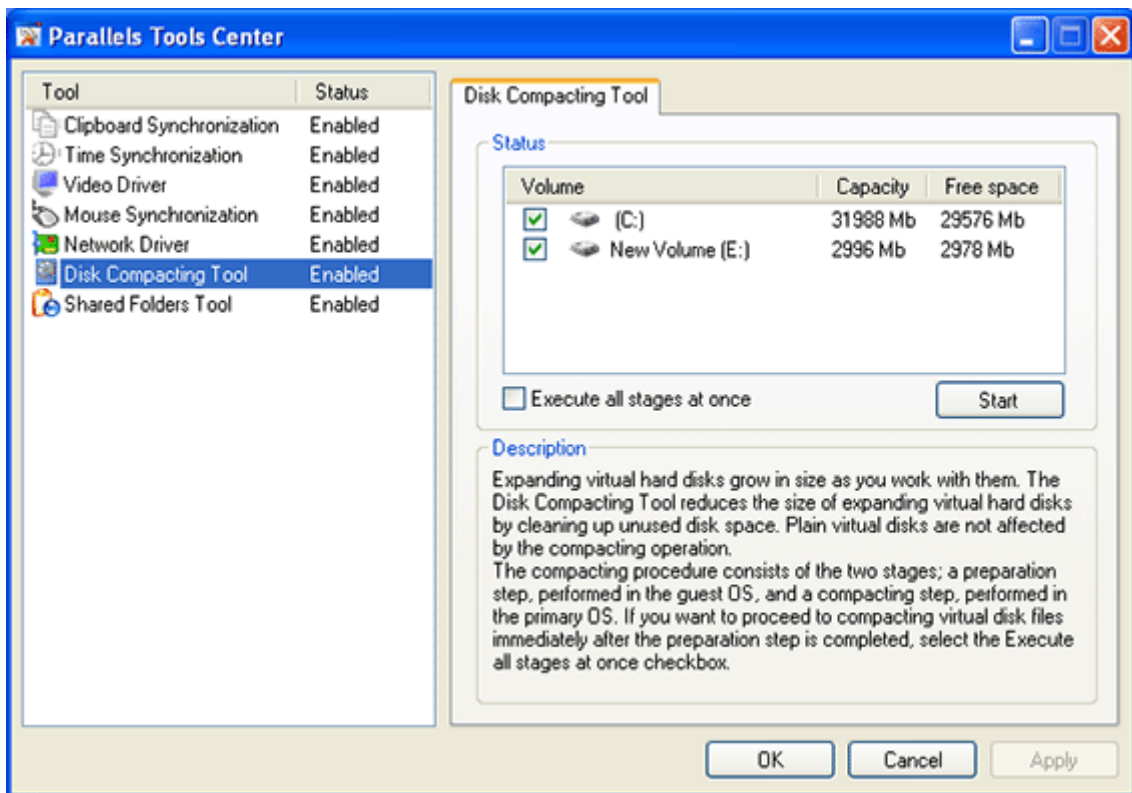 Parallels Tools Center
Tool Status
Clipboard Synchronization Enabled
Time Synchronization Enabled
Video Driver Enabled
Mouse Synchronization Enabled
Network Driver Enabled
Disk Compacting Tool Enabled
Shared Folders Tool Enabled
Disk Compacting Tool
Status
Volume Capacity Free space
(C:) 31988 Mb 29576 Mb
New Volume (E:) 2996 Mb 2978 Mb
Execute all stages at once Start
Description
Expanding virtual hard disks grow in size as you work with them. The
Disk Compacting Tool reduces the size of expanding virtual hard disks
by cleaning up unused disk space. Plain virtual disks are not affected
by the compacting operation.
The compacting procedure consists of the two stages; a preparation
step, performed in the guest OS, and a compacting step, performed in
the primary OS. If you want to proceed to compacting virtual disk files
immediately after the preparation step is completed, select the Execute
all stages at once checkbox.
OK Cancel Apply